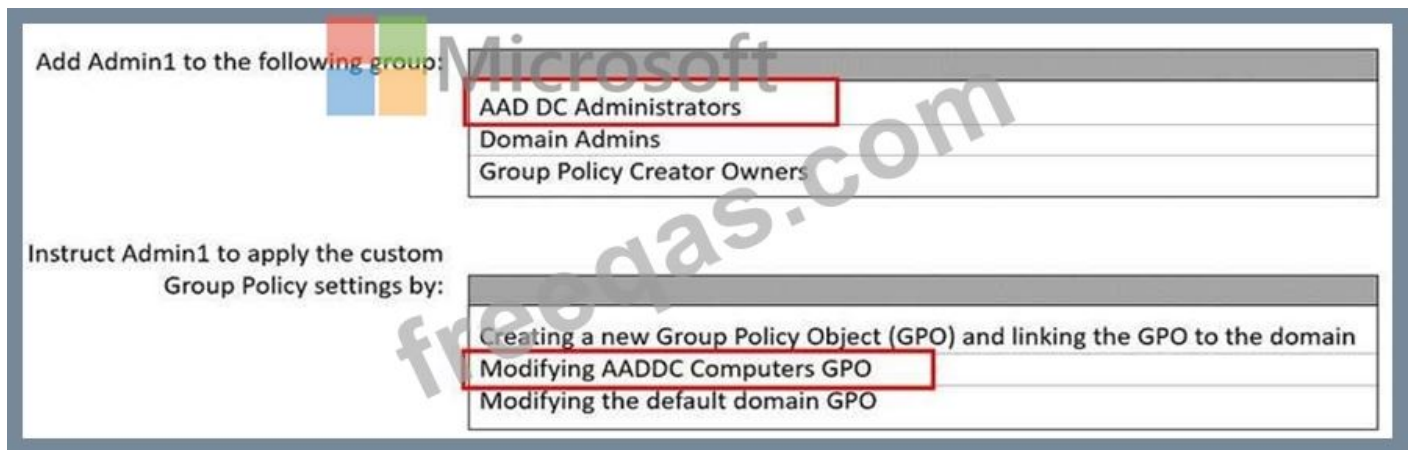 Microsoft
Add Admin1 to the following group:
AAD DC Administrators
Domain Admins
Group Policy Creator Owners
freeqas.com
Instruct Admin1 to apply the custom
Group Policy settings by:
Creating a new Group Policy Object (GPO) and linking the GPO to the domain
Modifying AADDC Computers GPO
Modifying the default domain GPO